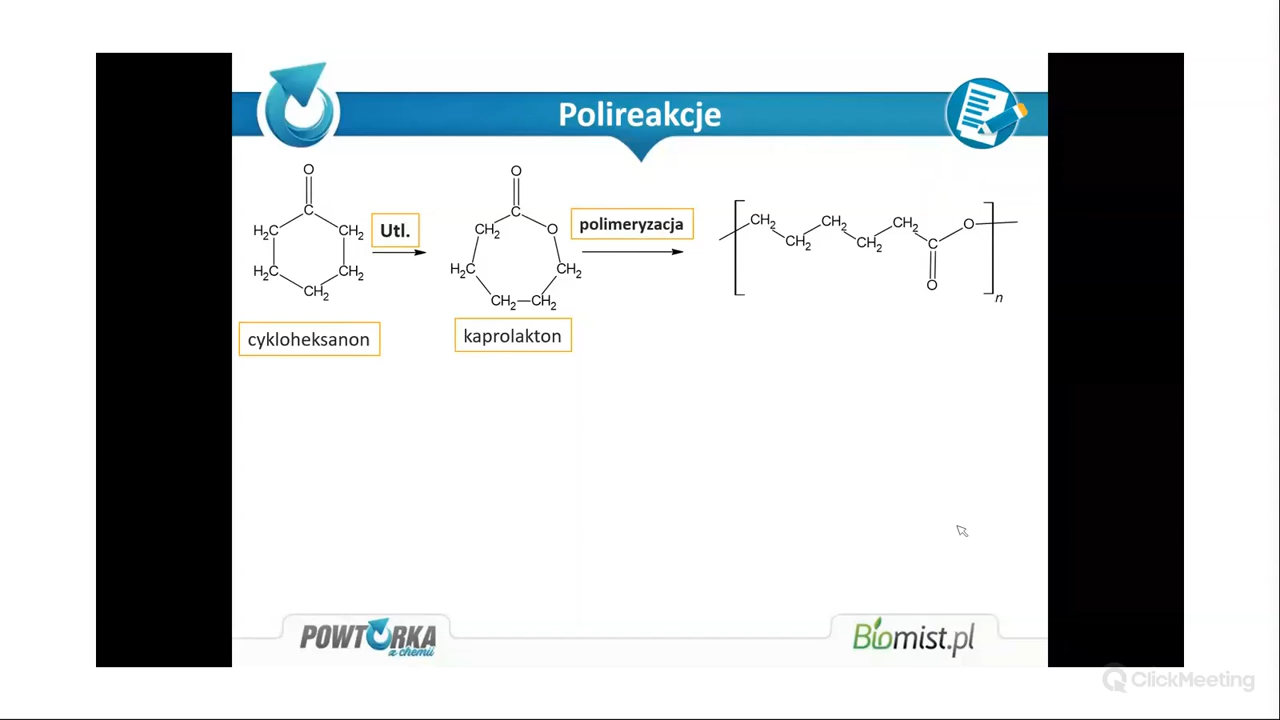 Polireakcje
O
C
H₂C
CH₂
H₂C
CH₂
CH₂
cykloheksanon
Utl.
O
C
CH₂
O
H₂C
CH₂
CH₂—CH₂
kaprolakton
polimeryzacja
CH₂
CH₂
CH₂
CH₂
CH₂
C
O
O
n
POWTÓRKA
z chemii
Biomist.pl
ClickMeeting